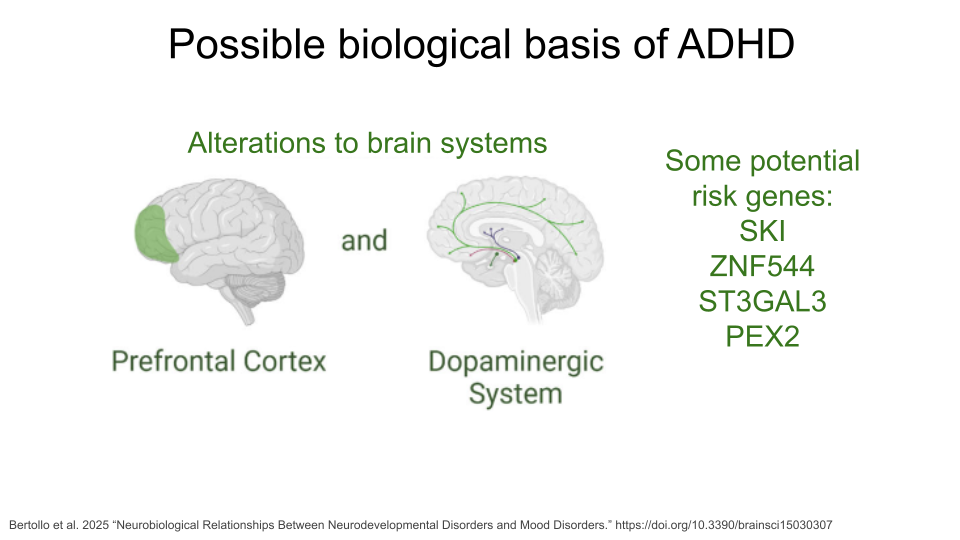 Possible biological basis of ADHD
Alterations to brain systems
and
Prefrontal Cortex
Dopaminergic
System
Some potential
risk genes:
SKI
ZNF544
ST3GAL3
PEX2
Bertollo et al. 2025 “Neurobiological Relationships Between Neurodevelopmental Disorders and Mood Disorders.” https://doi.org/10.3390/brainsci15030307